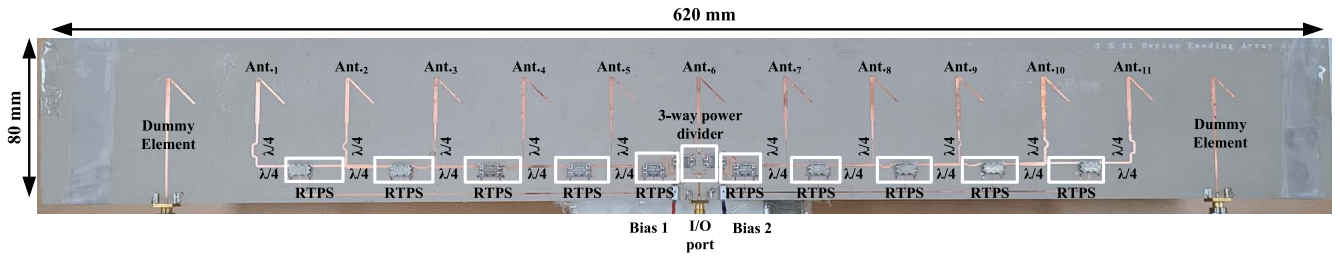 620 mm
80 mm
Series Feeding Array
Ant.1 Ant.2 Ant.3 Ant.4 Ant.5 Ant.6 Ant.7 Ant.8 Ant.9 Ant.10 Ant.11
3-way power
divider
Dummy
Element
Dummy
Element
λ/4 λ/4 λ/4 λ/4 λ/4 λ/4 λ/4 λ/4 λ/4 λ/4
λ/4 λ/4 λ/4 λ/4 λ/4 λ/4 λ/4 λ/4 λ/4 λ/4
RTPS RTPS RTPS RTPS RTPS RTPS RTPS RTPS RTPS RTPS
Bias 1 I/O Bias 2
port